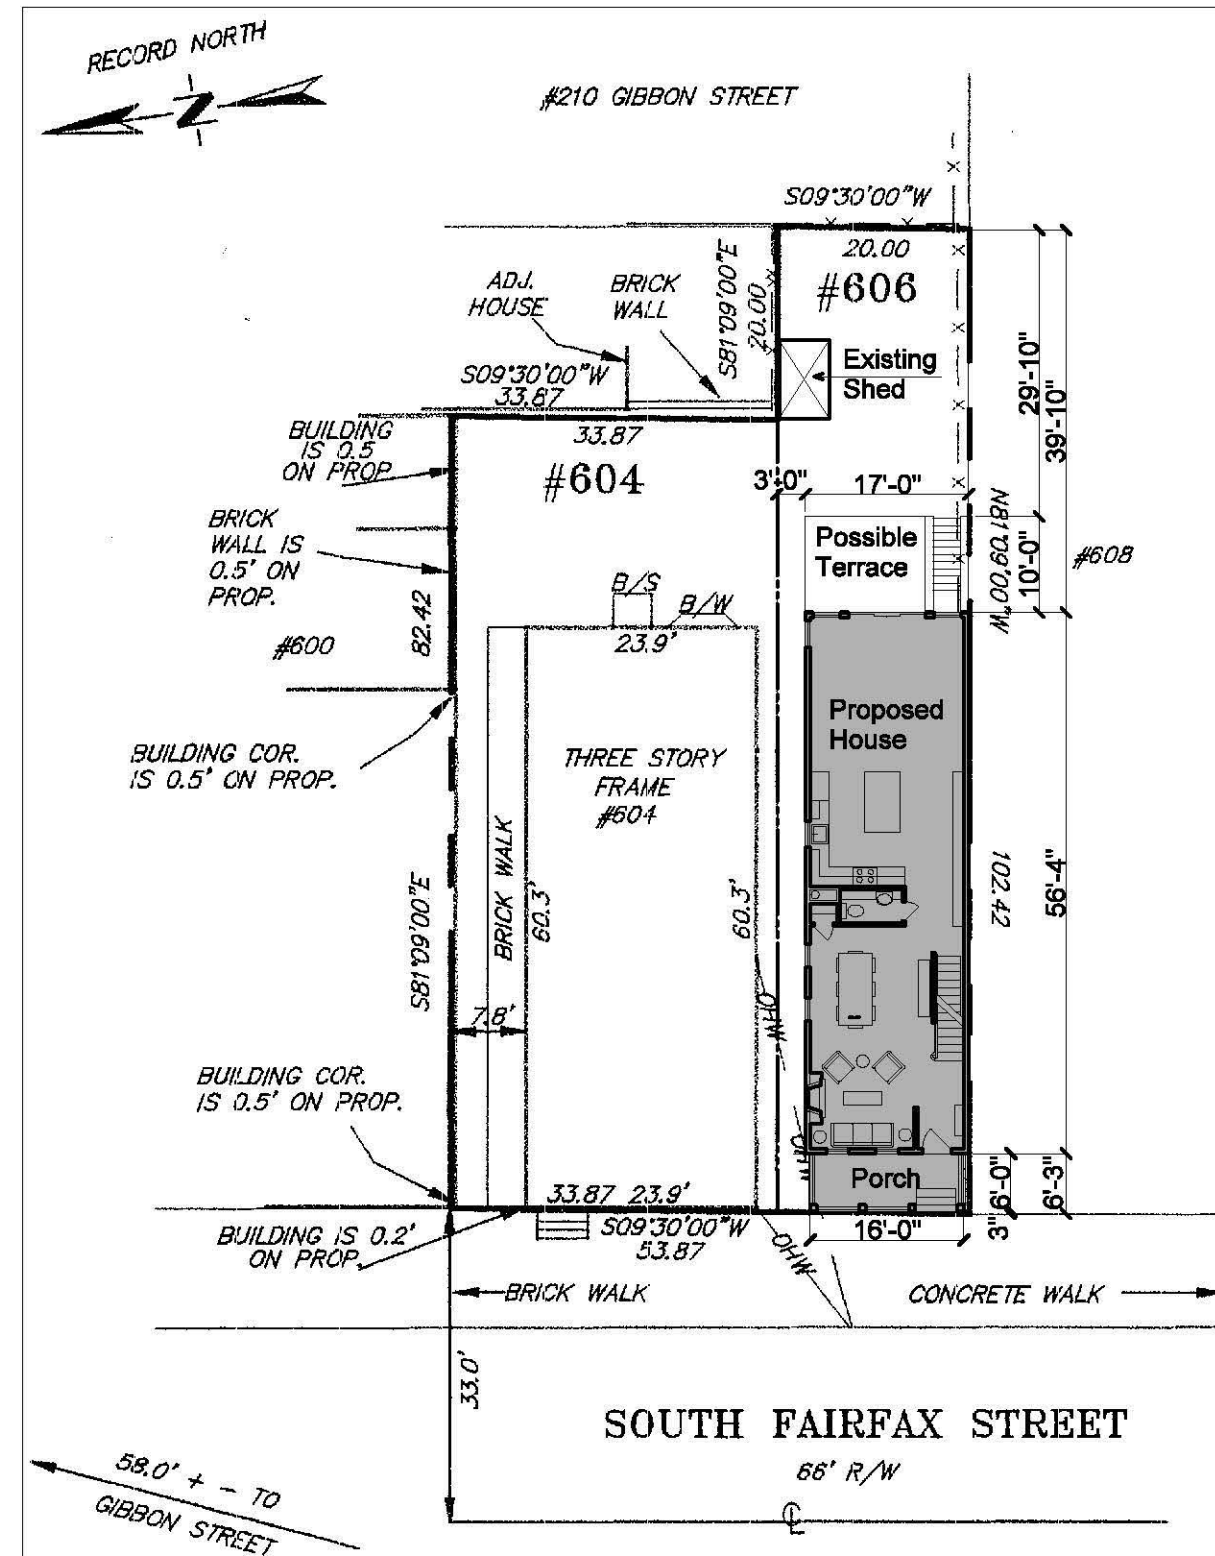 RECORD NORTH
N
#210 GIBBON STREET
S09°30'00"W
20.00
#606
S81°09'00"E
20.00
ADJ.
HOUSE
BRICK
WALL
Existing
Shed
29'-10"
39'-10"
S09°30'00"W
33.87
33.87
BUILDING
IS 0.5
ON PROP.
#604
3'-0"
17'-0"
BRICK
WALL IS
0.5' ON
PROP.
Possible
Terrace
10'-0"
N81°09'00"W
#608
B/S
B/W
23.9'
82.42
#600
Proposed
House
BUILDING COR.
IS 0.5' ON PROP.
THREE STORY
FRAME
#604
BRICK WALK
60.3'
60.3'
102.42
56'-4"
S81°09'00"E
OHW
7.8'
BUILDING COR.
IS 0.5' ON PROP.
OHW
Porch
6'-0"
6'-3"
3"
33.87 23.9'
S09°30'00"W
53.87
16'-0"
BUILDING IS 0.2'
ON PROP.
OHW
BRICK WALK
CONCRETE WALK
33.0'
SOUTH FAIRFAX STREET
66' R/W
CL
58.0' + - TO
GIBBON STREET